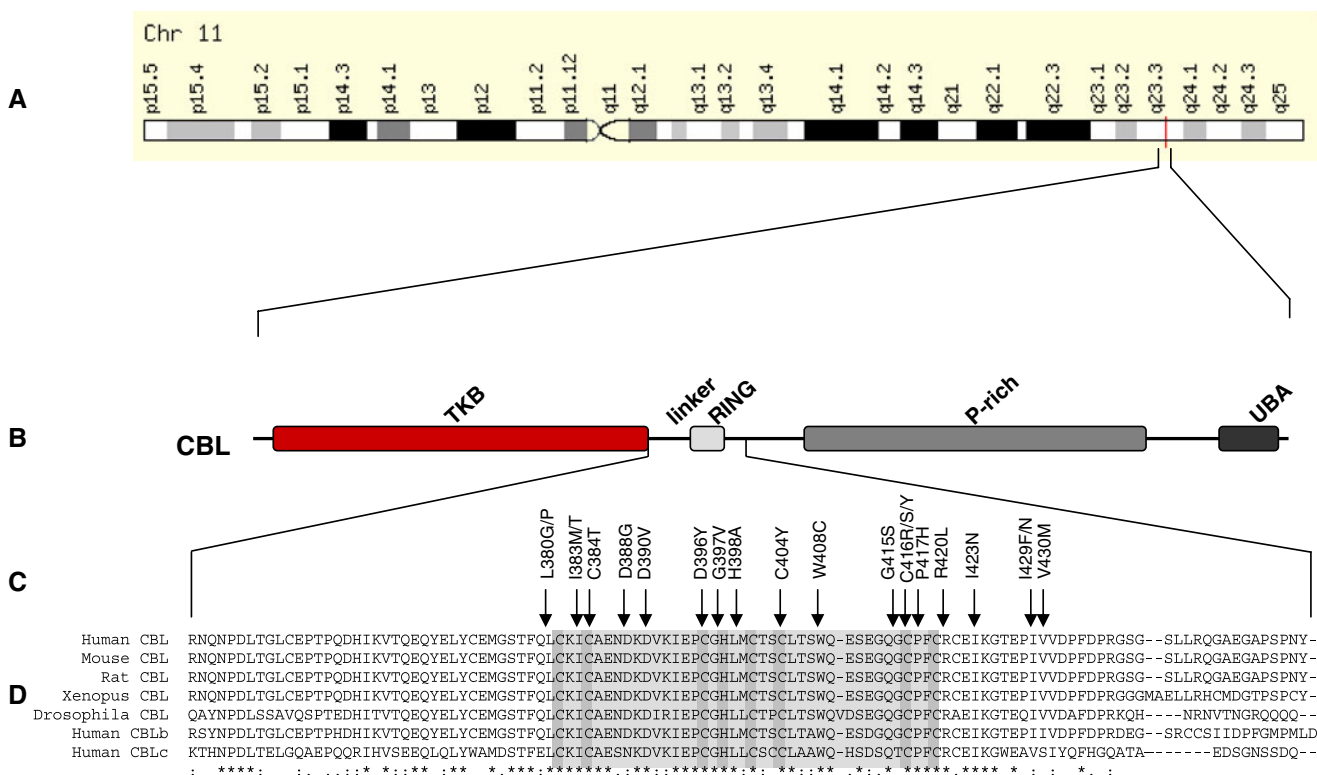 Chr 11
A
p15.5 p15.4 p15.2 p15.1 p14.3 p14.1 p13 p12 p11.2 p11.12 q11 q12.1 q13.1 q13.2 q13.4 q14.1 q14.2 q14.3 q21 q22.1 q22.3 q23.1 q23.2 q23.3 q24.1 q24.2 q24.3 q25
B
CBL
TKB linker RING P-rich UBA
C
L380G/P I383M/T C384T D388G D390V D396Y G397V H398A C404Y W408C G415S C416R/S/Y P417H R420L I423N I429F/N V430M
D
Human CBL RNQNPDLTGLCEPTPQDHIKVTQEQYELYCEMGSTFQLCKICAENDKDVKIEPCGHLMCTSCLTSWQ-ESEGQGCPFCRCEIKGTEPIVVDPFDPRGSG--SLLRQGAEGAPSPNY-
Mouse CBL RNQNPDLTGLCEPTPQDHIKVTQEQYELYCEMGSTFQLCKICAENDKDVKIEPCGHLMCTSCLTSWQ-ESEGQGCPFCRCEIKGTEPIVVDPFDPRGSG--SLLRQGAEGAPSPNY-
Rat CBL RNQNPDLTGLCEPTPQDHIKVTQEQYELYCEMGSTFQLCKICAENDKDVKIEPCGHLMCTSCLTSWQ-ESEGQGCPFCRCEIKGTEPIVVDPFDPRGSG--SLLRQGAEGAPSPNY-
Xenopus CBL RNQNPDLTGLCEPTPQDHIKVTQEQYELYCEMGSTFQLCKICAENDKDVKIEPCGHLMCTSCLTSWQ-ESEGQGCPFCRCEIKGTEPIVVDPFDPRGGGMAELLRHCMDGTPSPCY-
Drosophila CBL QAYNPDLSSAVQSPTEDHITVTQEQYELYCEMGSTFQLCKICAENDKDIRIEPCGHLLCTPCLTSWQVDSEGQGCPFCRAEIKGTEQIVVDAFDPRKQH----NRNVTNGRQQQQ--
Human CBLb RSYNPDLTGLCEPTPHDHIKVTQEQYELYCEMGSTFQLCKICAENDKDVKIEPCGHLMCTSCLTAWQ-ESDGQGCPFCRCEIKGTEPIIVDPFDPRDEG--SRCCSIIDPFGMPMLD
Human CBLc KTHNPDLTELGQAEPQQRIHVSEEQLQLYWAMDSTFELCKICAESNKDVKIEPCGHLLCSCCLAAWQ-HSDSQTCPFCRCEIKGWEAVSIYQFHGQATA-------EDSGNSSDQ--